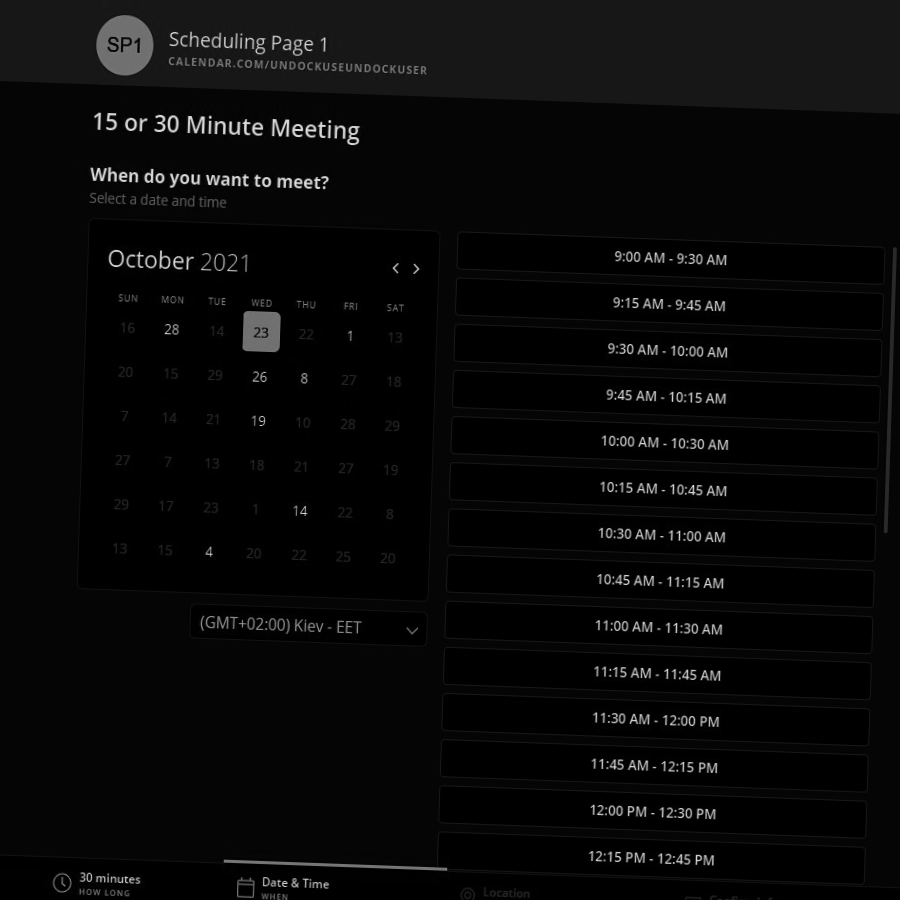 SP1
Scheduling Page 1
CALENDAR.COM/UNDOCKUSEUNDOCKUSER
15 or 30 Minute Meeting
When do you want to meet?
Select a date and time
October 2021
SUN MON TUE WED THU FRI SAT
16 28 14 23 22 1 13
20 15 29 26 8 27 18
7 14 21 19 10 28 29
27 7 13 18 21 27 19
29 17 23 1 14 22 8
13 15 4 20 22 25 20
(GMT+02:00) Kiev - EET
9:00 AM - 9:30 AM
9:15 AM - 9:45 AM
9:30 AM - 10:00 AM
9:45 AM - 10:15 AM
10:00 AM - 10:30 AM
10:15 AM - 10:45 AM
10:30 AM - 11:00 AM
10:45 AM - 11:15 AM
11:00 AM - 11:30 AM
11:15 AM - 11:45 AM
11:30 AM - 12:00 PM
11:45 AM - 12:15 PM
12:00 PM - 12:30 PM
12:15 PM - 12:45 PM
30 minutes
HOW LONG
Date & Time
WHEN
Location